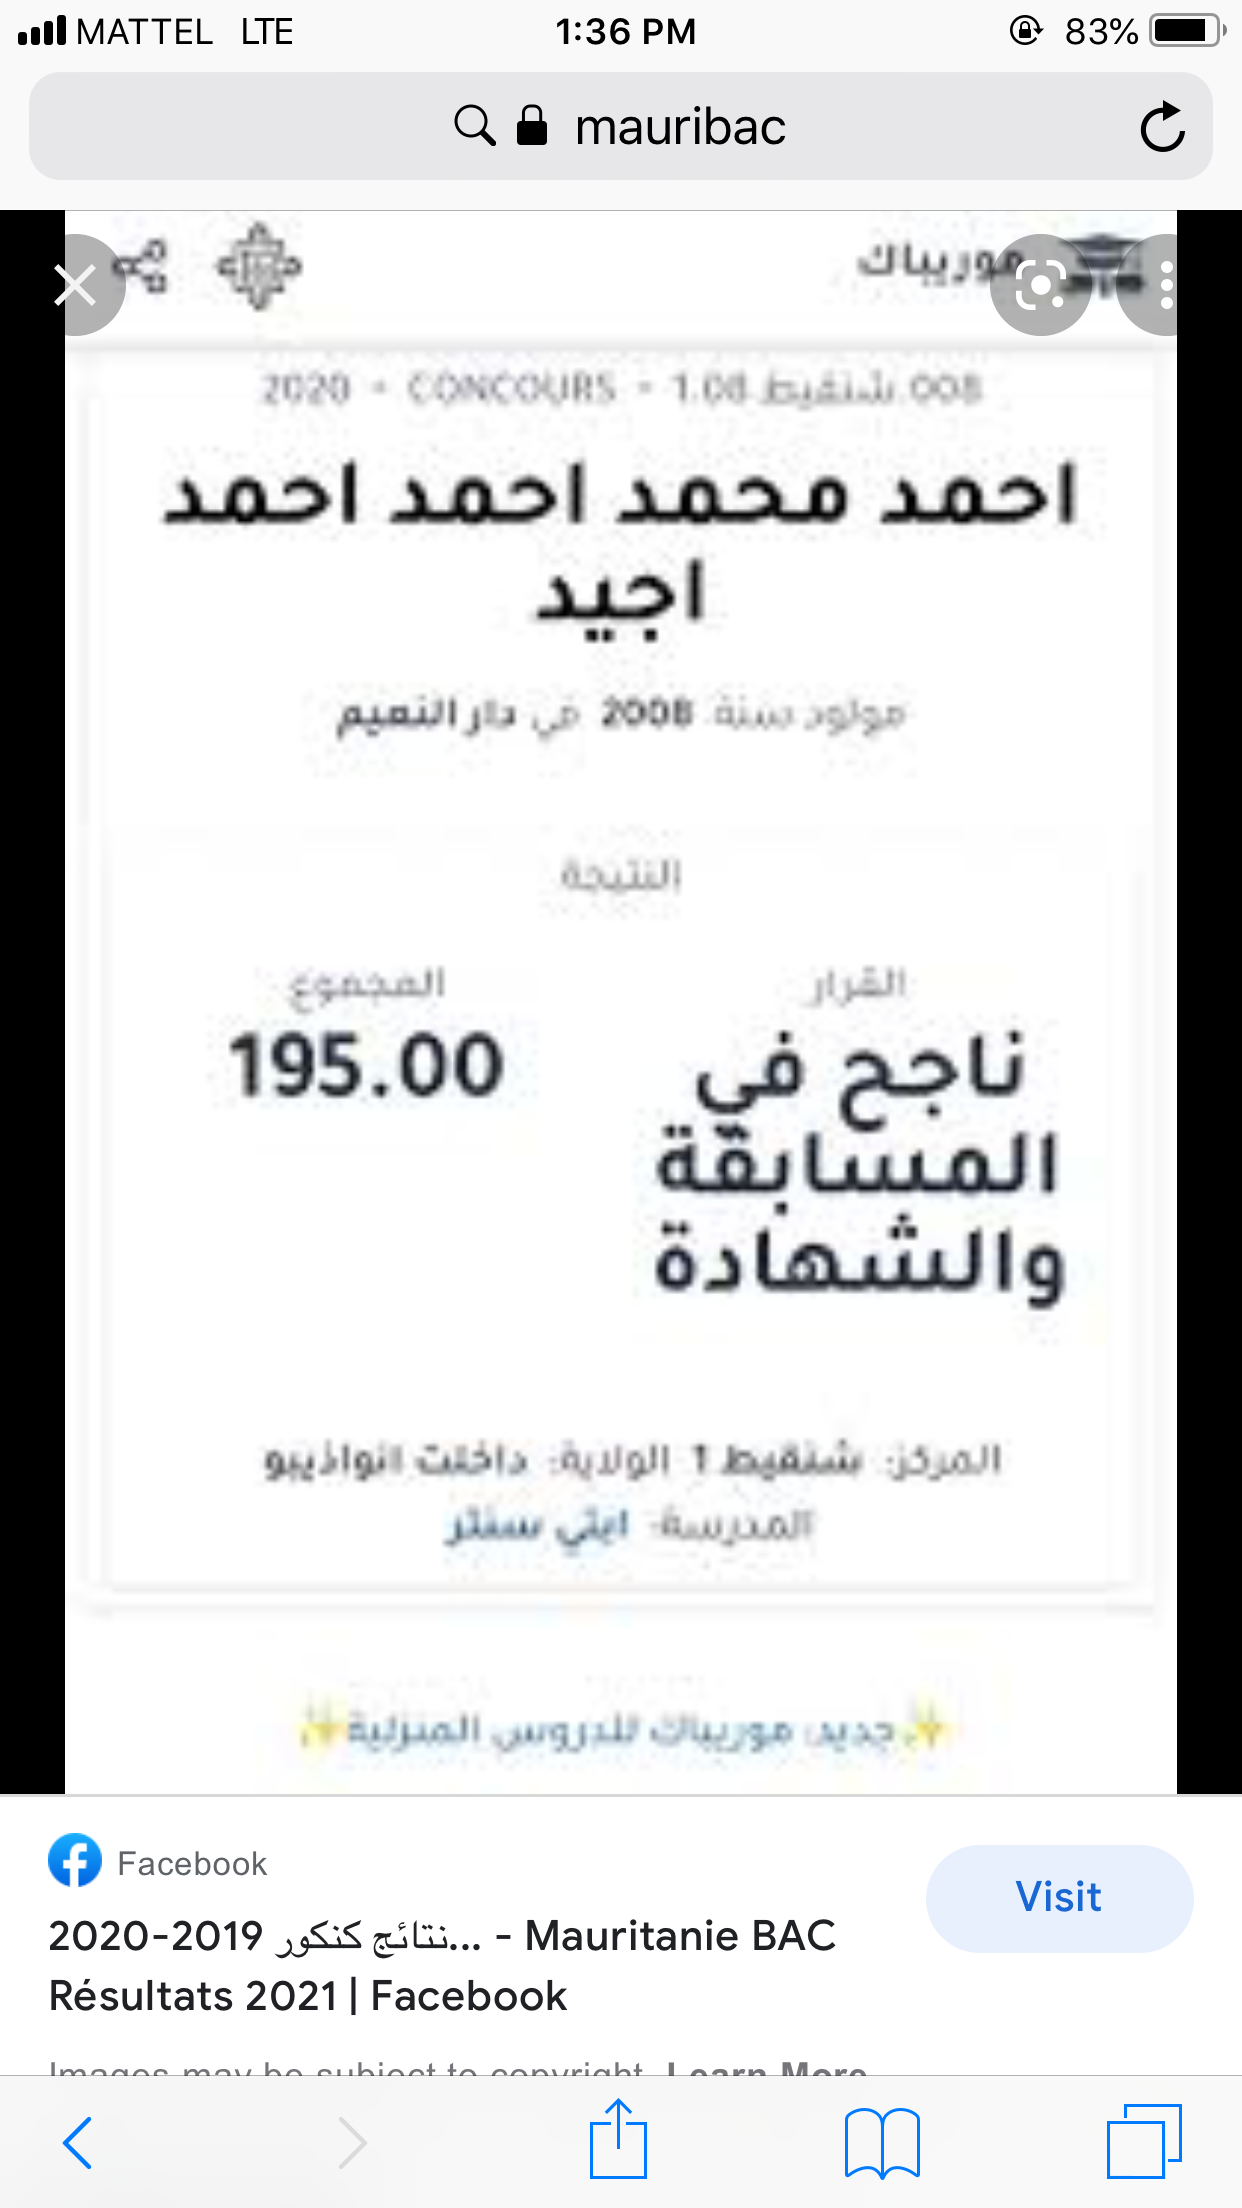 MATTEL LTE 1:36 PM 83%
mauribac
موريباك
2020 - CONCOURS - 1.08 شنقيط.008
احمد محمد احمد احمد
اجيد
مولود سنة 2008 في دار النعيم
النتيجة
القرار
ناجح في
المسابقة
والشهادة
المجموع
195.00
المركز: شنقيط 1 الولاية: داخلت انواذيبو
المدرسة: ايتي سنتر
جديد: موريباك للدروس المنزلية
Facebook
Visit
2020-2019 نتائج كنكور... - Mauritanie BAC
Résultats 2021 | Facebook
Images may be subject to copyright. Learn More